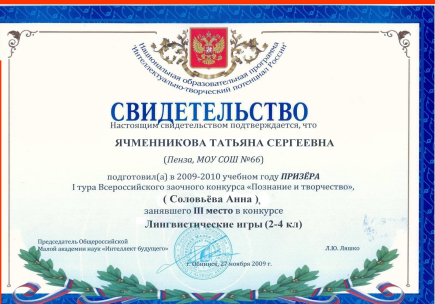 Национальная образовательная программа
"Интеллектуально-творческий потенциал России"
СВИДЕТЕЛЬСТВО
Настоящим свидетельством подтверждается, что
ЯЧМЕННИКОВА ТАТЬЯНА СЕРГЕЕВНА
(Пенза, МОУ СОШ №66)
подготовил(а) в 2009-2010 учебном году ПРИЗЁРА
I тура Всероссийского заочного конкурса «Познание и творчество»,
( Соловьёва Анна ),
занявшего III место в конкурсе
Лингвистические игры (2-4 кл)
Председатель Общероссийской
Малой академии наук «Интеллект будущего»
Л.Ю. Ляшко
г. Обнинск, 27 ноября 2009 г.